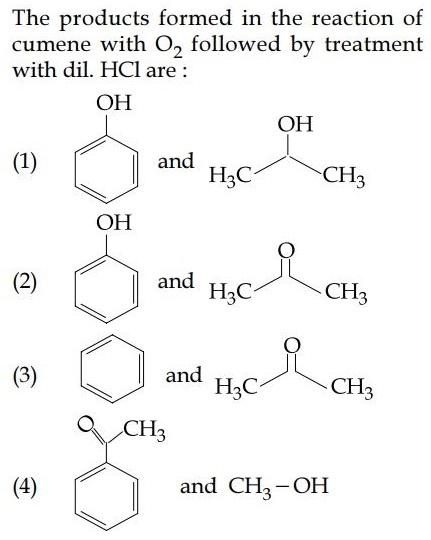 The products formed in the reaction of
cumene with O₂ followed by treatment
with dil. HCl are :
OH
OH
(1) and H₃C CH₃
OH
O
(2) and H₃C CH₃
O
(3) and H₃C CH₃
O CH₃
(4) and CH₃–OH